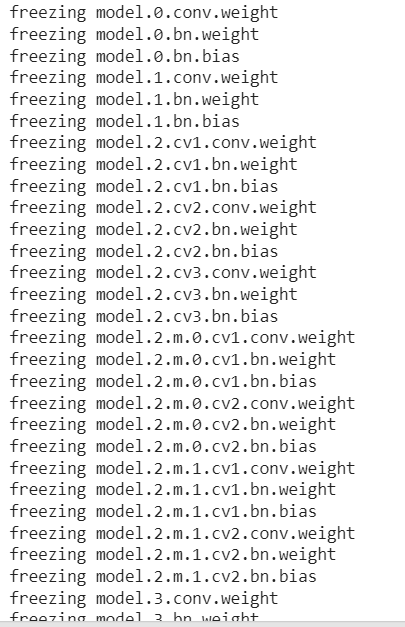 freezing model.0.conv.weight
freezing model.0.bn.weight
freezing model.0.bn.bias
freezing model.1.conv.weight
freezing model.1.bn.weight
freezing model.1.bn.bias
freezing model.2.cv1.conv.weight
freezing model.2.cv1.bn.weight
freezing model.2.cv1.bn.bias
freezing model.2.cv2.conv.weight
freezing model.2.cv2.bn.weight
freezing model.2.cv2.bn.bias
freezing model.2.cv3.conv.weight
freezing model.2.cv3.bn.weight
freezing model.2.cv3.bn.bias
freezing model.2.m.0.cv1.conv.weight
freezing model.2.m.0.cv1.bn.weight
freezing model.2.m.0.cv1.bn.bias
freezing model.2.m.0.cv2.conv.weight
freezing model.2.m.0.cv2.bn.weight
freezing model.2.m.0.cv2.bn.bias
freezing model.2.m.1.cv1.conv.weight
freezing model.2.m.1.cv1.bn.weight
freezing model.2.m.1.cv1.bn.bias
freezing model.2.m.1.cv2.conv.weight
freezing model.2.m.1.cv2.bn.weight
freezing model.2.m.1.cv2.bn.bias
freezing model.3.conv.weight
freezing model.3.bn.weight